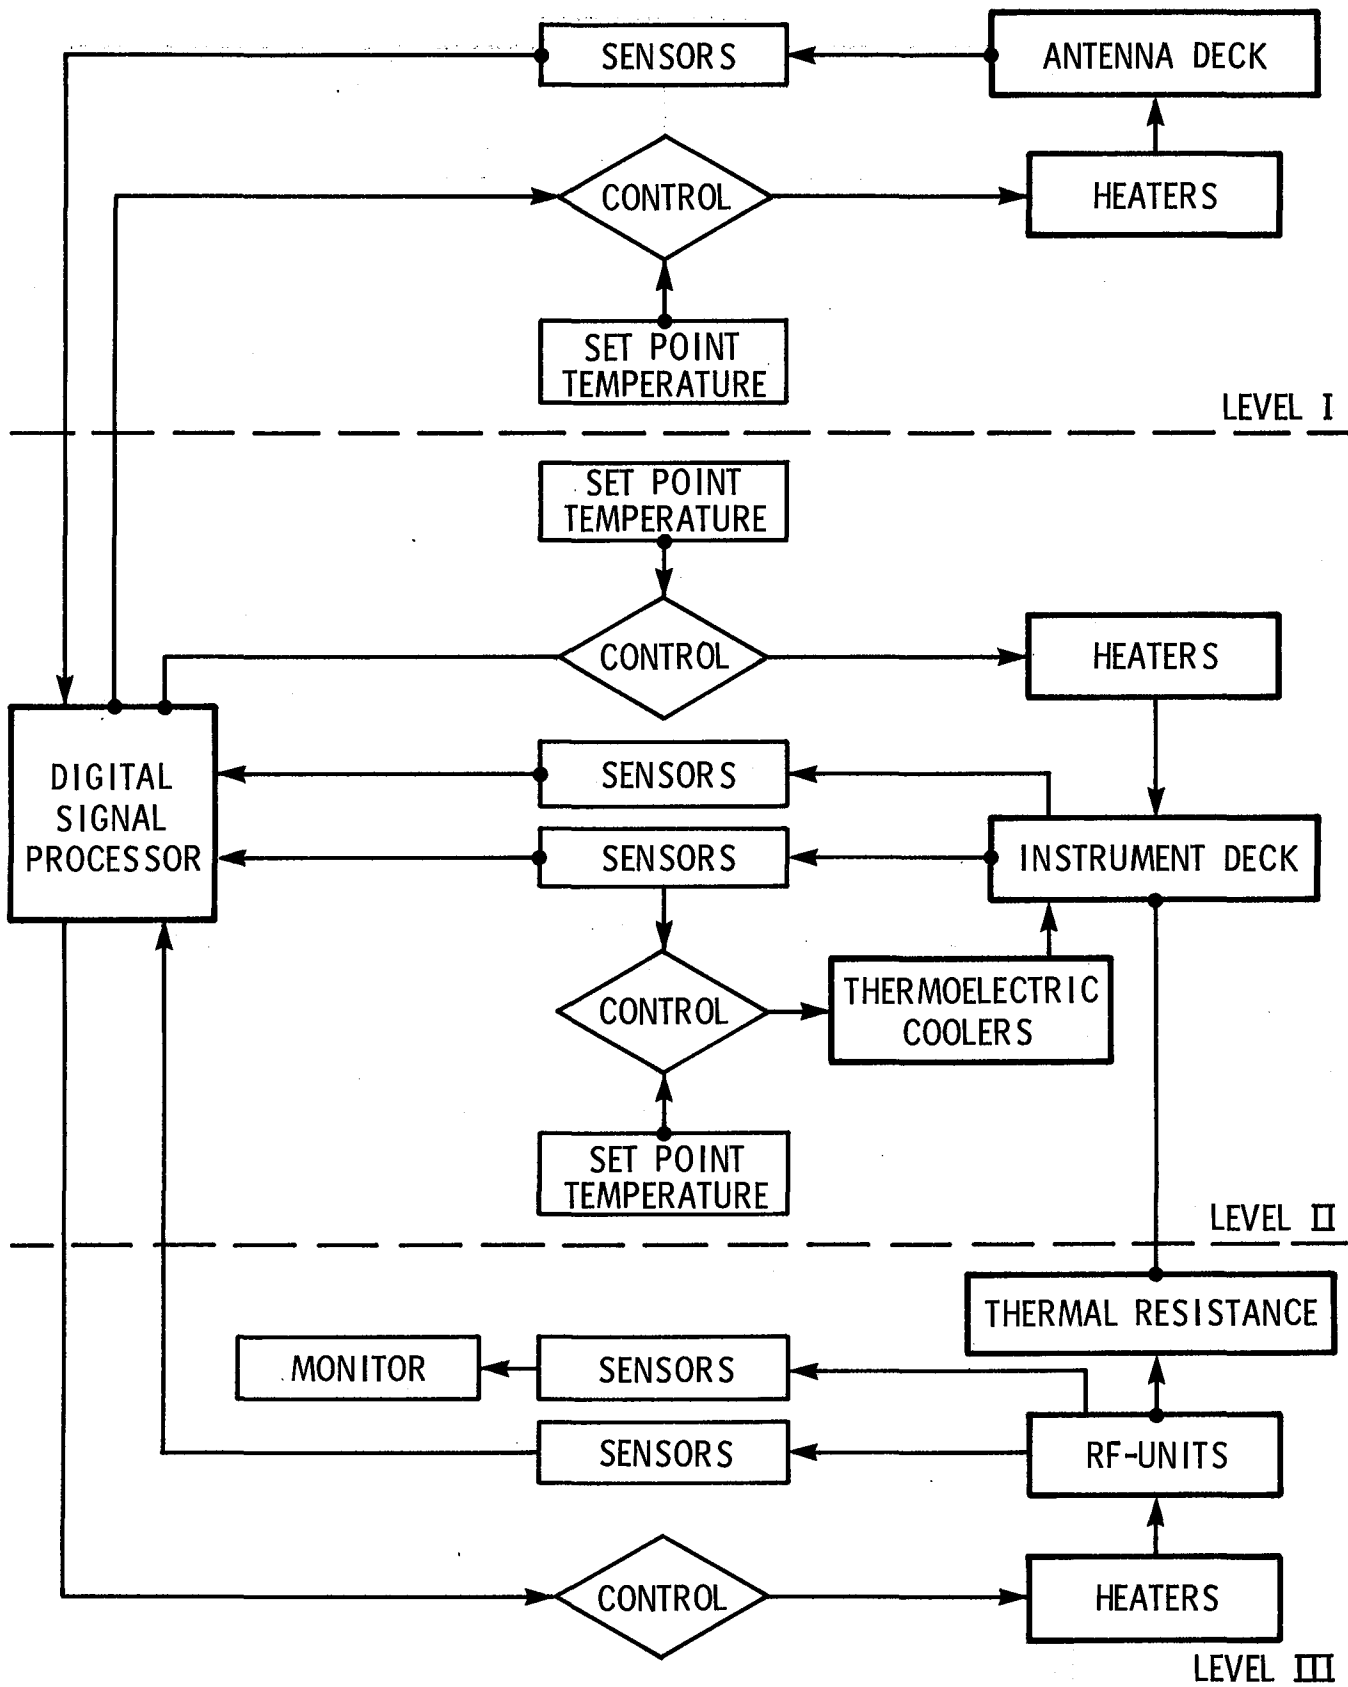 SENSORS
ANTENNA DECK
CONTROL
HEATERS
SET POINT
TEMPERATURE
LEVEL I
SET POINT
TEMPERATURE
CONTROL
HEATERS
DIGITAL
SIGNAL
PROCESSOR
SENSORS
SENSORS
INSTRUMENT DECK
CONTROL
THERMOELECTRIC
COOLERS
SET POINT
TEMPERATURE
LEVEL II
THERMAL RESISTANCE
MONITOR
SENSORS
SENSORS
RF-UNITS
CONTROL
HEATERS
LEVEL III